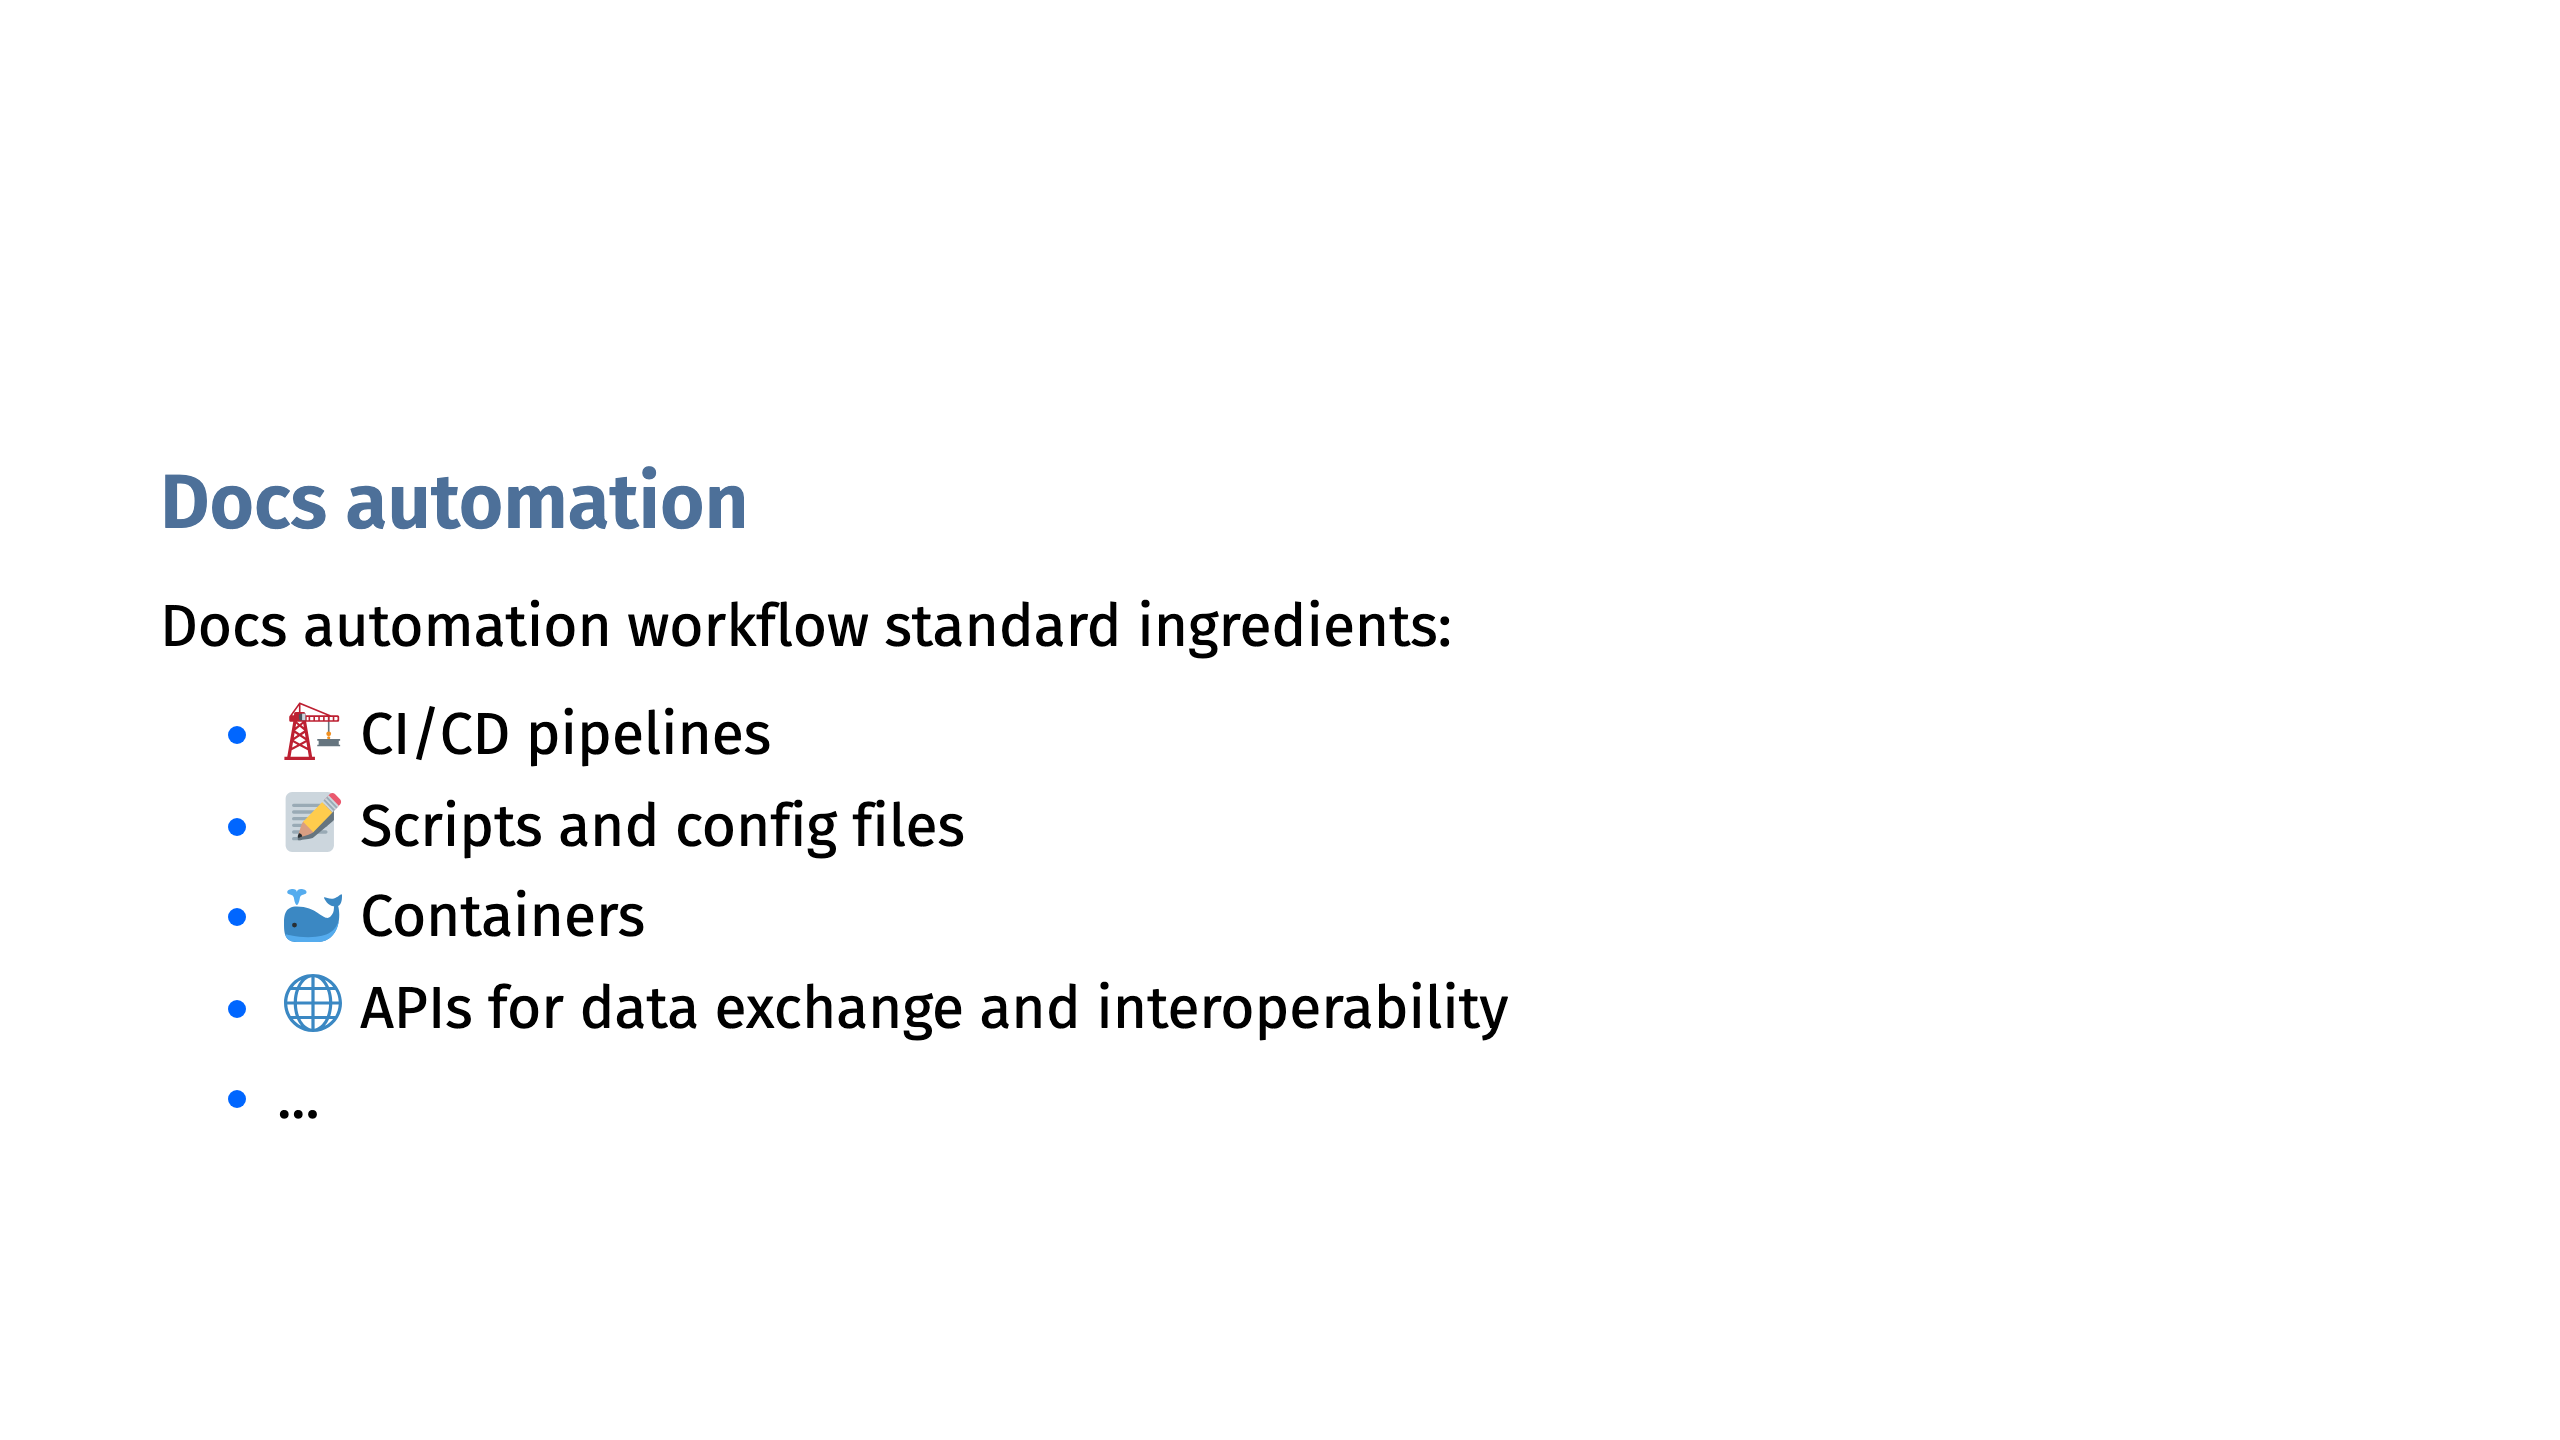 Docs automation
Docs automation workflow standard ingredients:
• 🏗 CI/CD pipelines
• 📝 Scripts and config files
• 🐳 Containers
• 🌐 APIs for data exchange and interoperability
• ...